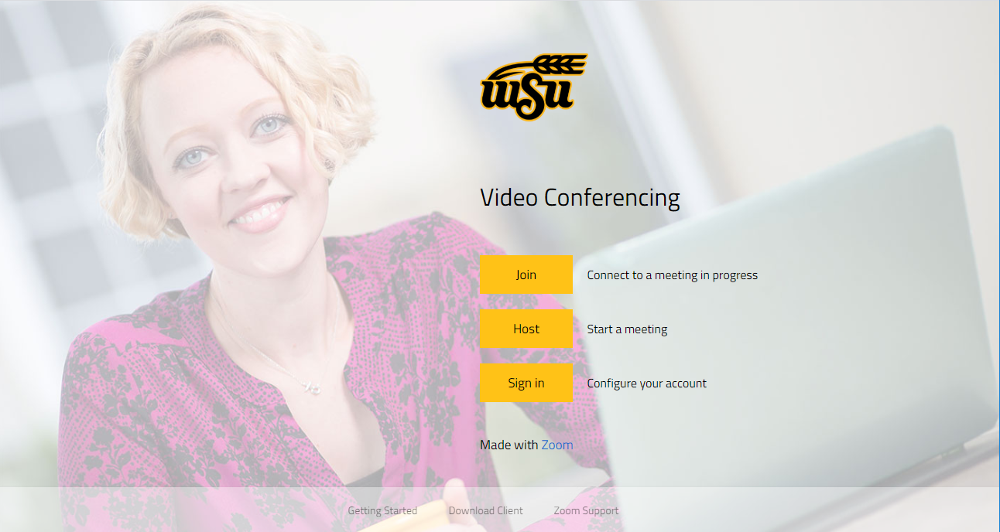 wsu
Video Conferencing
Join Connect to a meeting in progress
Host Start a meeting
Sign in Configure your account
Made with Zoom
Getting Started Download Client Zoom Support